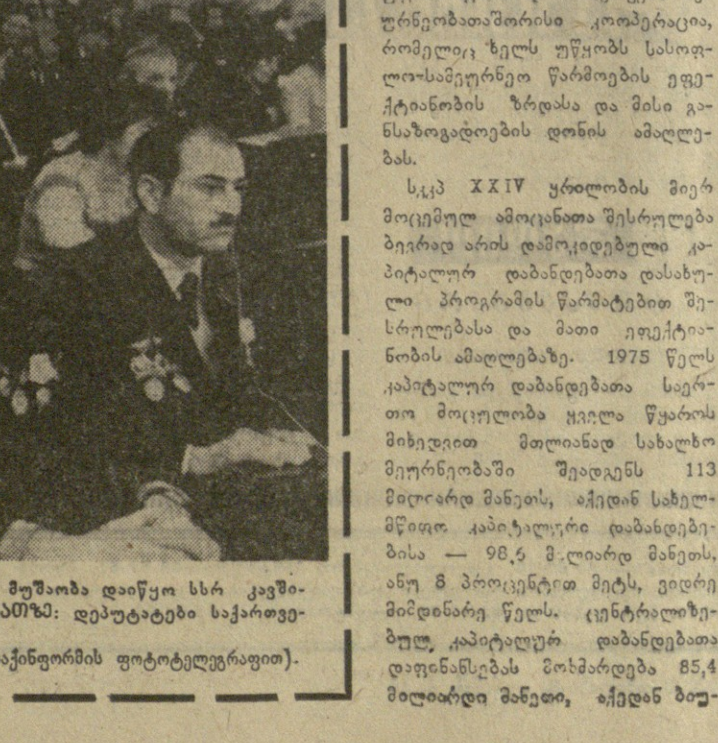 მუშაობა დაიწყო სსრ კავში-
ᲐᲗᲖᲔ: დეპუტატები საქართვე-
აქინფორმის ფოტოტელეგრაფით).
ურნეობათაშორისი კოოპერაცია,
რომელიც ხელს უწყობს სასოფ-
ლო-სამეურნეო წარმოების ეფე-
ქტიანობის ზრდასა და მისი გა-
ნსაზოგადოების დონის ამაღლე-
ბას.
სკკპ XXIV ყრილობის მიერ
მოცემულ ამოცანათა შესრულება
ბევრად არის დამოკიდებული კა-
პიტალურ დაბანდებათა დასახუ-
ლი პროგრამის წარმატებით შე-
სრულებასა და მათი ეფექტია-
ნობის ამაღლებაზე. 1975 წელს
კაპიტალურ დაბანდებათა საერ-
თო მოცულობა ყველა წყაროს
მიხედვით მთლიანად სახალხო
მეურნეობაში შეადგენს 113
მილიარდ მანეთს, აქედან სახელ-
მწიფო კაპიტალური დაბანდებე-
ბისა — 98,6 მილიარდ მანეთს,
ანუ 8 პროცენტით მეტს, ვიდრე
მიმდინარე წელს. ცენტრალიზე-
ბულ კაპიტალურ დაბანდებათა
დაფინანსებას მოხმარდება 85,4
მილიარდი მანეთი, აქედან ბიუ-